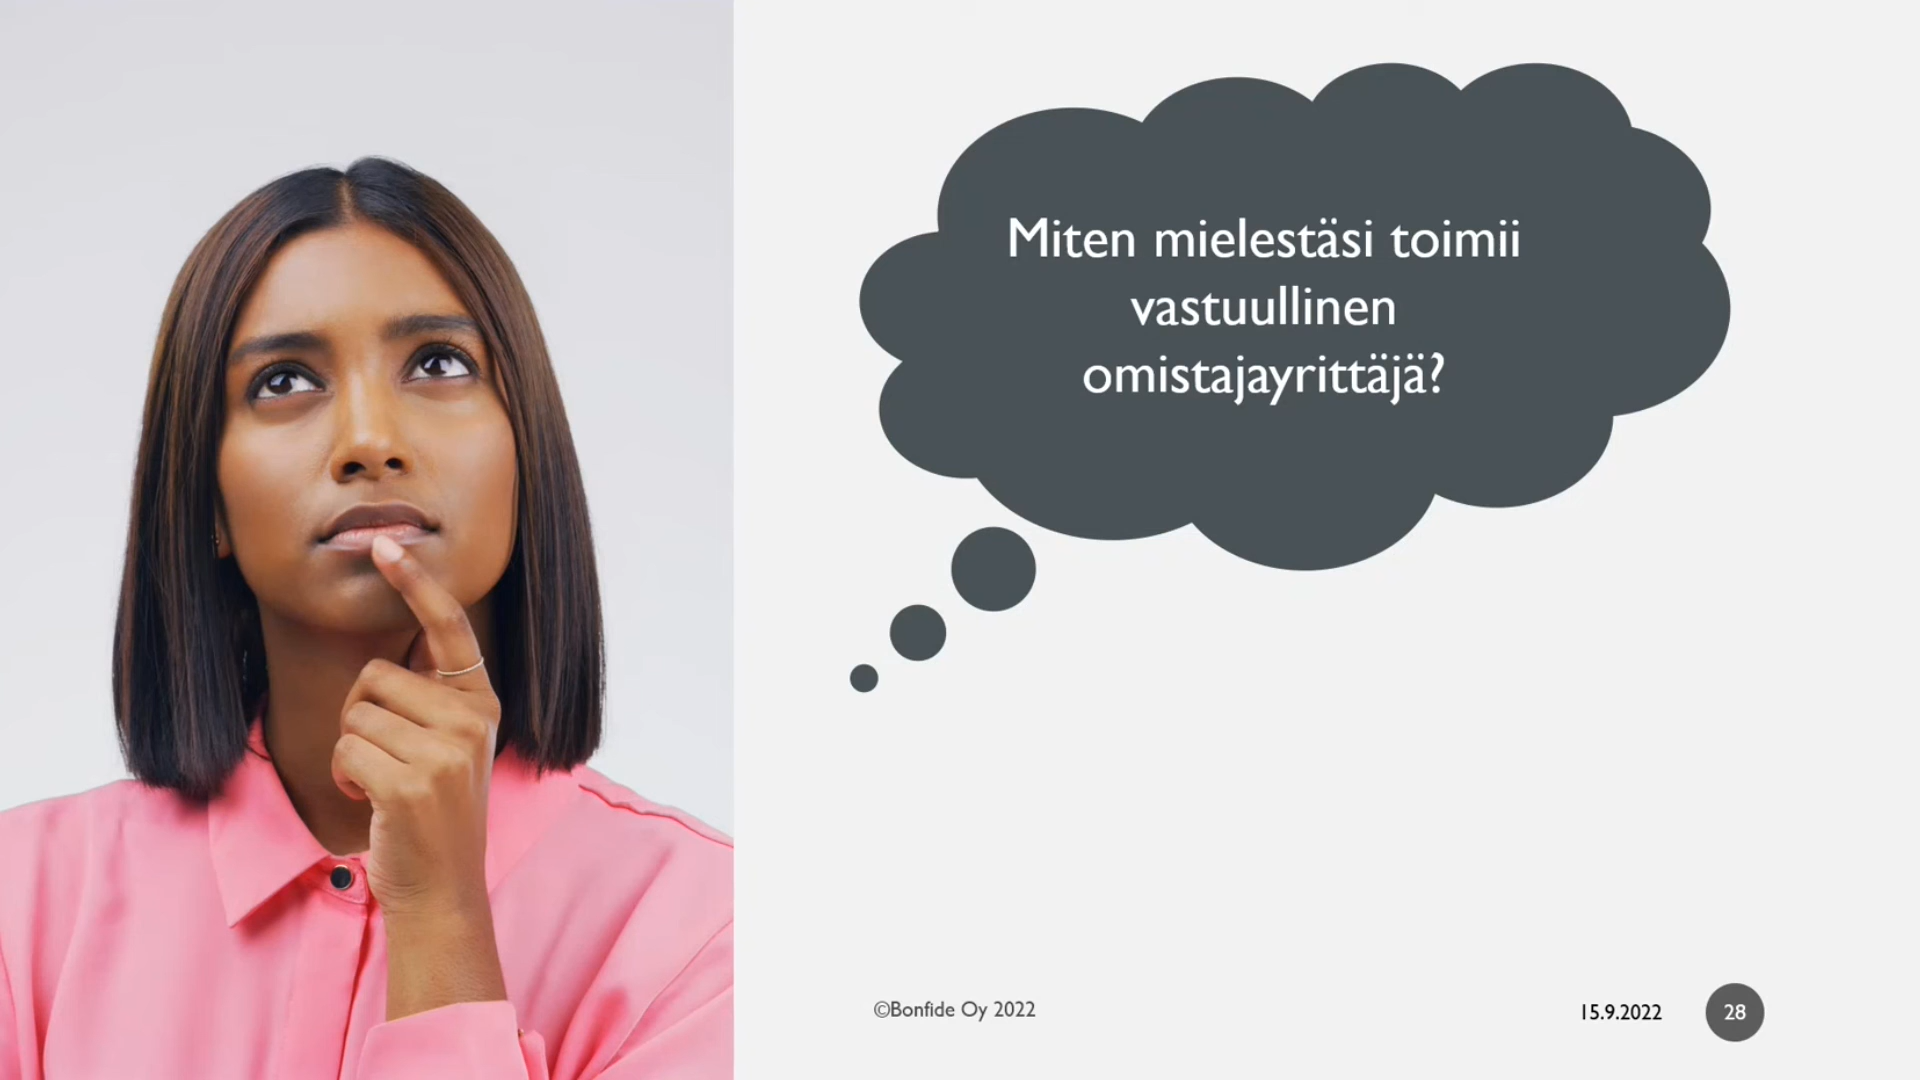 Miten mielestäsi toimii
vastuullinen
omistajayrittäjä?
©Bonfide Oy 2022
15.9.2022
28